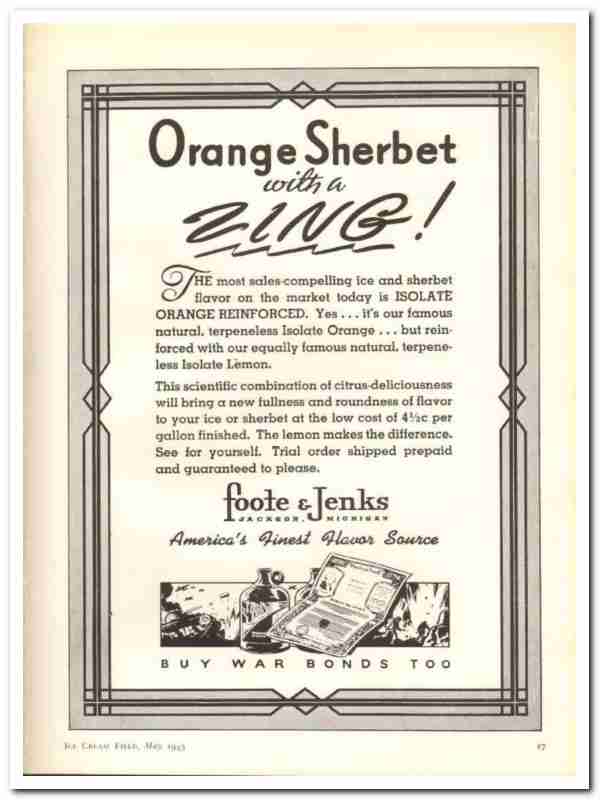 Orange Sherbet
with a
ZING!
THE most sales-compelling ice and sherbet
flavor on the market today is ISOLATE
ORANGE REINFORCED. Yes . . . it's our famous
natural, terpeneless Isolate Orange . . . but rein-
forced with our equally famous natural, terpene-
less Isolate Lemon.
This scientific combination of citrus-deliciousness
will bring a new fullness and roundness of flavor
to your ice or sherbet at the low cost of 4½c per
gallon finished. The lemon makes the difference.
See for yourself. Trial order shipped prepaid
and guaranteed to please.
foote & Jenks
JACKSON, MICHIGAN
America's Finest Flavor Source
BUY WAR BONDS TOO
ICE CREAM FIELD, May 1943
17